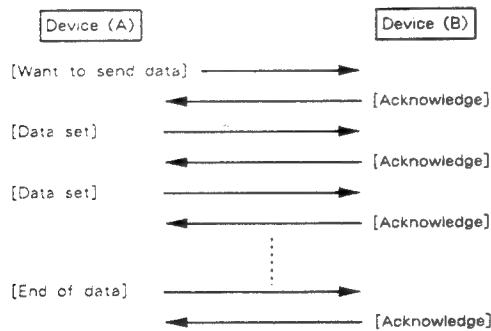 Device (A) Device (B)
[Want to send data]
[Acknowledge]
[Data set]
[Acknowledge]
[Data set]
[Acknowledge]
[End of data]
[Acknowledge]